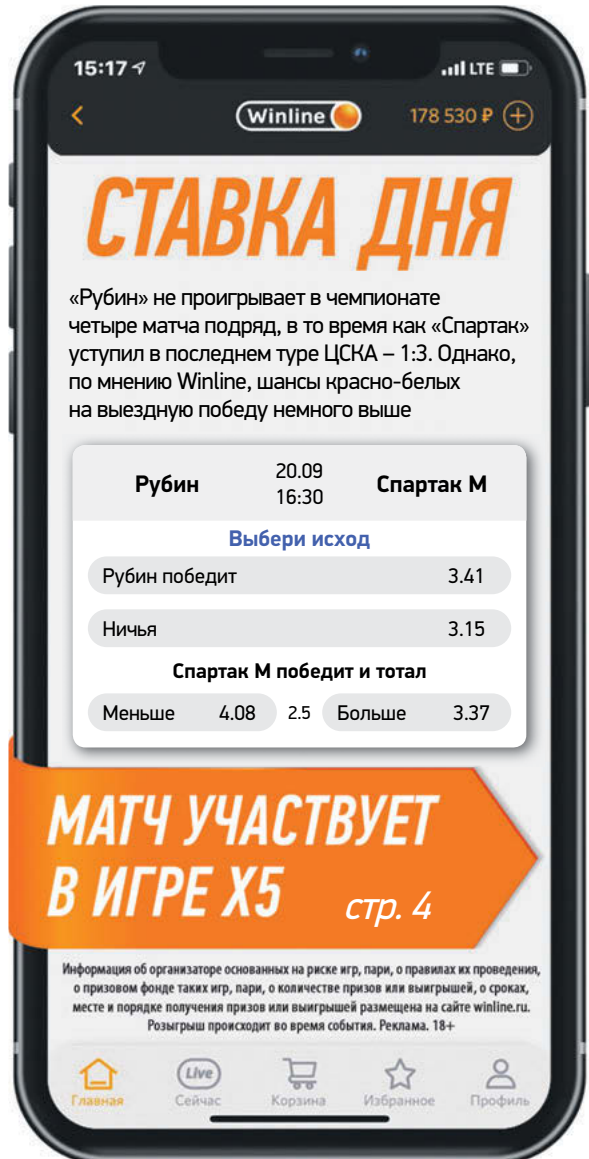 15:17
LTE
Winline
178 530 ₽
СТАВКА ДНЯ
«Рубин» не проигрывает в чемпионате
четыре матча подряд, в то время как «Спартак»
уступил в последнем туре ЦСКА – 1:3. Однако,
по мнению Winline, шансы красно-белых
на выездную победу немного выше
Рубин
20.09
16:30
Спартак М
Выбери исход
Рубин победит 3.41
Ничья 3.15
Спартак М победит и тотал
Меньше 4.08 2.5 Больше 3.37
МАТЧ УЧАСТВУЕТ
В ИГРЕ Х5 стр. 4
Информация об организаторе основанных на риске игр, пари, о правилах их проведения,
о призовом фонде таких игр, пари, о количестве призов или выигрышей, о сроках,
месте и порядке получения призов или выигрышей размещена на сайте winline.ru.
Розыгрыш происходит во время события. Реклама. 18+
Live
Главная Сейчас Корзина Избранное Профиль